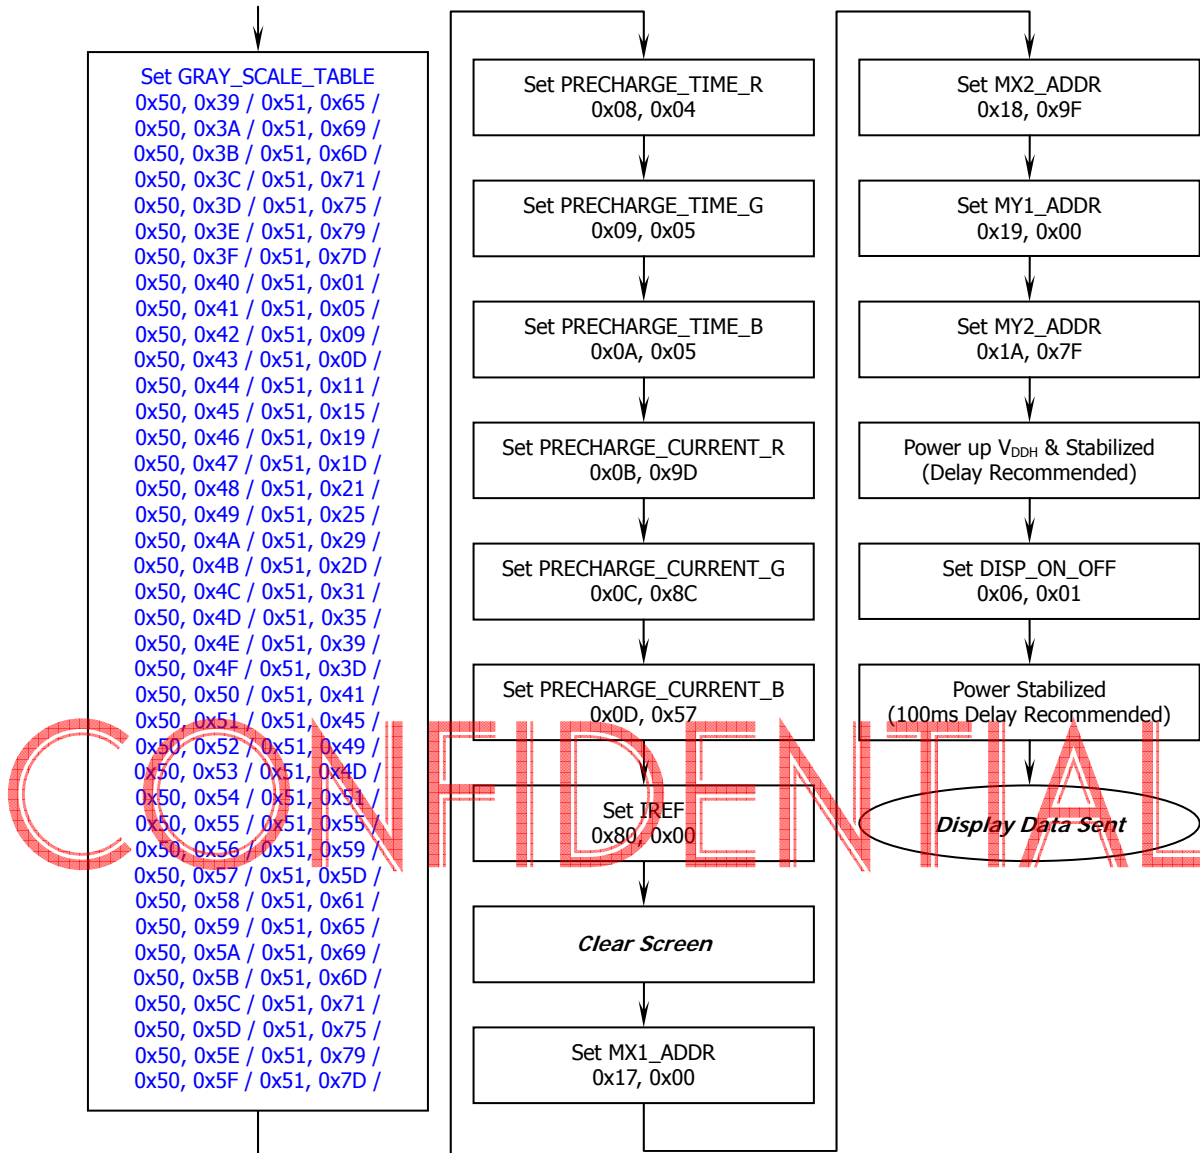 Set GRAY_SCALE_TABLE
0x50, 0x39 / 0x51, 0x65 /
0x50, 0x3A / 0x51, 0x69 /
0x50, 0x3B / 0x51, 0x6D /
0x50, 0x3C / 0x51, 0x71 /
0x50, 0x3D / 0x51, 0x75 /
0x50, 0x3E / 0x51, 0x79 /
0x50, 0x3F / 0x51, 0x7D /
0x50, 0x40 / 0x51, 0x01 /
0x50, 0x41 / 0x51, 0x05 /
0x50, 0x42 / 0x51, 0x09 /
0x50, 0x43 / 0x51, 0x0D /
0x50, 0x44 / 0x51, 0x11 /
0x50, 0x45 / 0x51, 0x15 /
0x50, 0x46 / 0x51, 0x19 /
0x50, 0x47 / 0x51, 0x1D /
0x50, 0x48 / 0x51, 0x21 /
0x50, 0x49 / 0x51, 0x25 /
0x50, 0x4A / 0x51, 0x29 /
0x50, 0x4B / 0x51, 0x2D /
0x50, 0x4C / 0x51, 0x31 /
0x50, 0x4D / 0x51, 0x35 /
0x50, 0x4E / 0x51, 0x39 /
0x50, 0x4F / 0x51, 0x3D /
0x50, 0x50 / 0x51, 0x41 /
0x50, 0x51 / 0x51, 0x45 /
0x50, 0x52 / 0x51, 0x49 /
0x50, 0x53 / 0x51, 0x4D /
0x50, 0x54 / 0x51, 0x51 /
0x50, 0x55 / 0x51, 0x55 /
0x50, 0x56 / 0x51, 0x59 /
0x50, 0x57 / 0x51, 0x5D /
0x50, 0x58 / 0x51, 0x61 /
0x50, 0x59 / 0x51, 0x65 /
0x50, 0x5A / 0x51, 0x69 /
0x50, 0x5B / 0x51, 0x6D /
0x50, 0x5C / 0x51, 0x71 /
0x50, 0x5D / 0x51, 0x75 /
0x50, 0x5E / 0x51, 0x79 /
0x50, 0x5F / 0x51, 0x7D /
Set PRECHARGE_TIME_R
0x08, 0x04
Set PRECHARGE_TIME_G
0x09, 0x05
Set PRECHARGE_TIME_B
0x0A, 0x05
Set PRECHARGE_CURRENT_R
0x0B, 0x9D
Set PRECHARGE_CURRENT_G
0x0C, 0x8C
Set PRECHARGE_CURRENT_B
0x0D, 0x57
Set IREF
0x80, 0x00
Clear Screen
Set MX1_ADDR
0x17, 0x00
Set MX2_ADDR
0x18, 0x9F
Set MY1_ADDR
0x19, 0x00
Set MY2_ADDR
0x1A, 0x7F
Power up VDDH & Stabilized
(Delay Recommended)
Set DISP_ON_OFF
0x06, 0x01
Power Stabilized
(100ms Delay Recommended)
Display Data Sent
CONFIDENTIAL